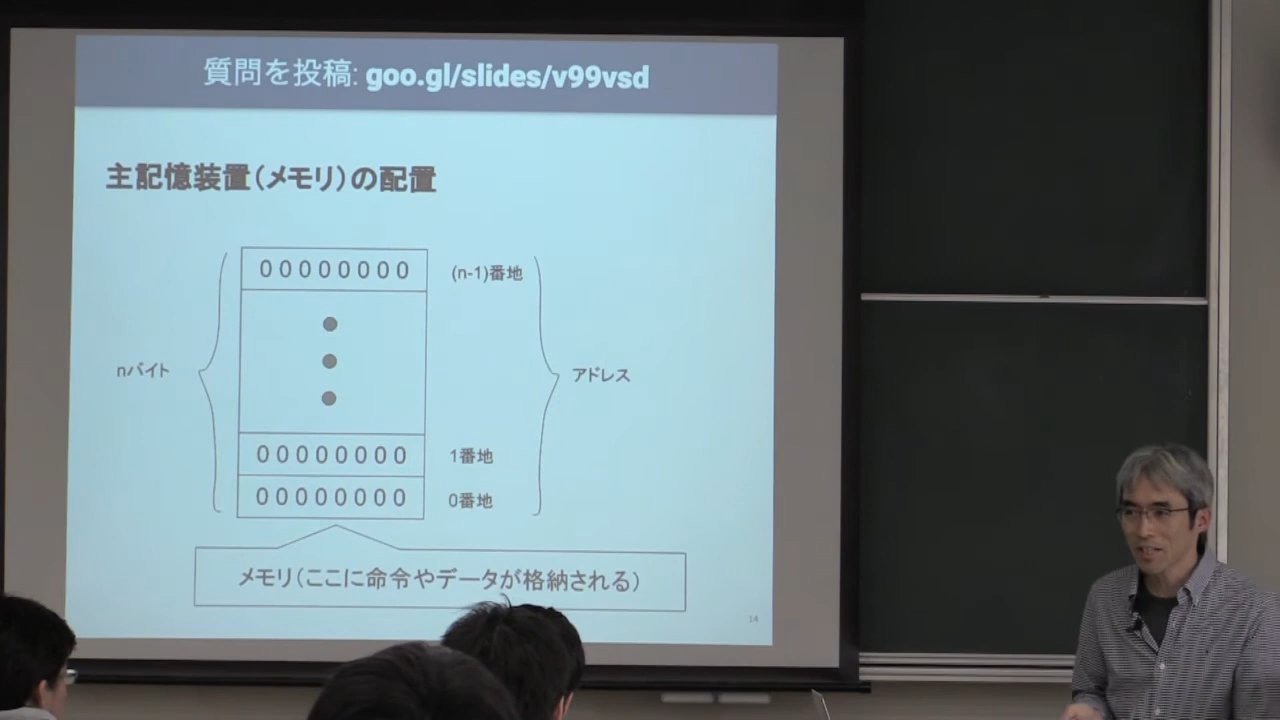 質問を投稿: goo.gl/slides/v99vsd
主記憶装置(メモリ)の配置
00000000 (n-1)番地
nバイト アドレス
00000000 1番地
00000000 0番地
メモリ(ここに命令やデータが格納される)
14